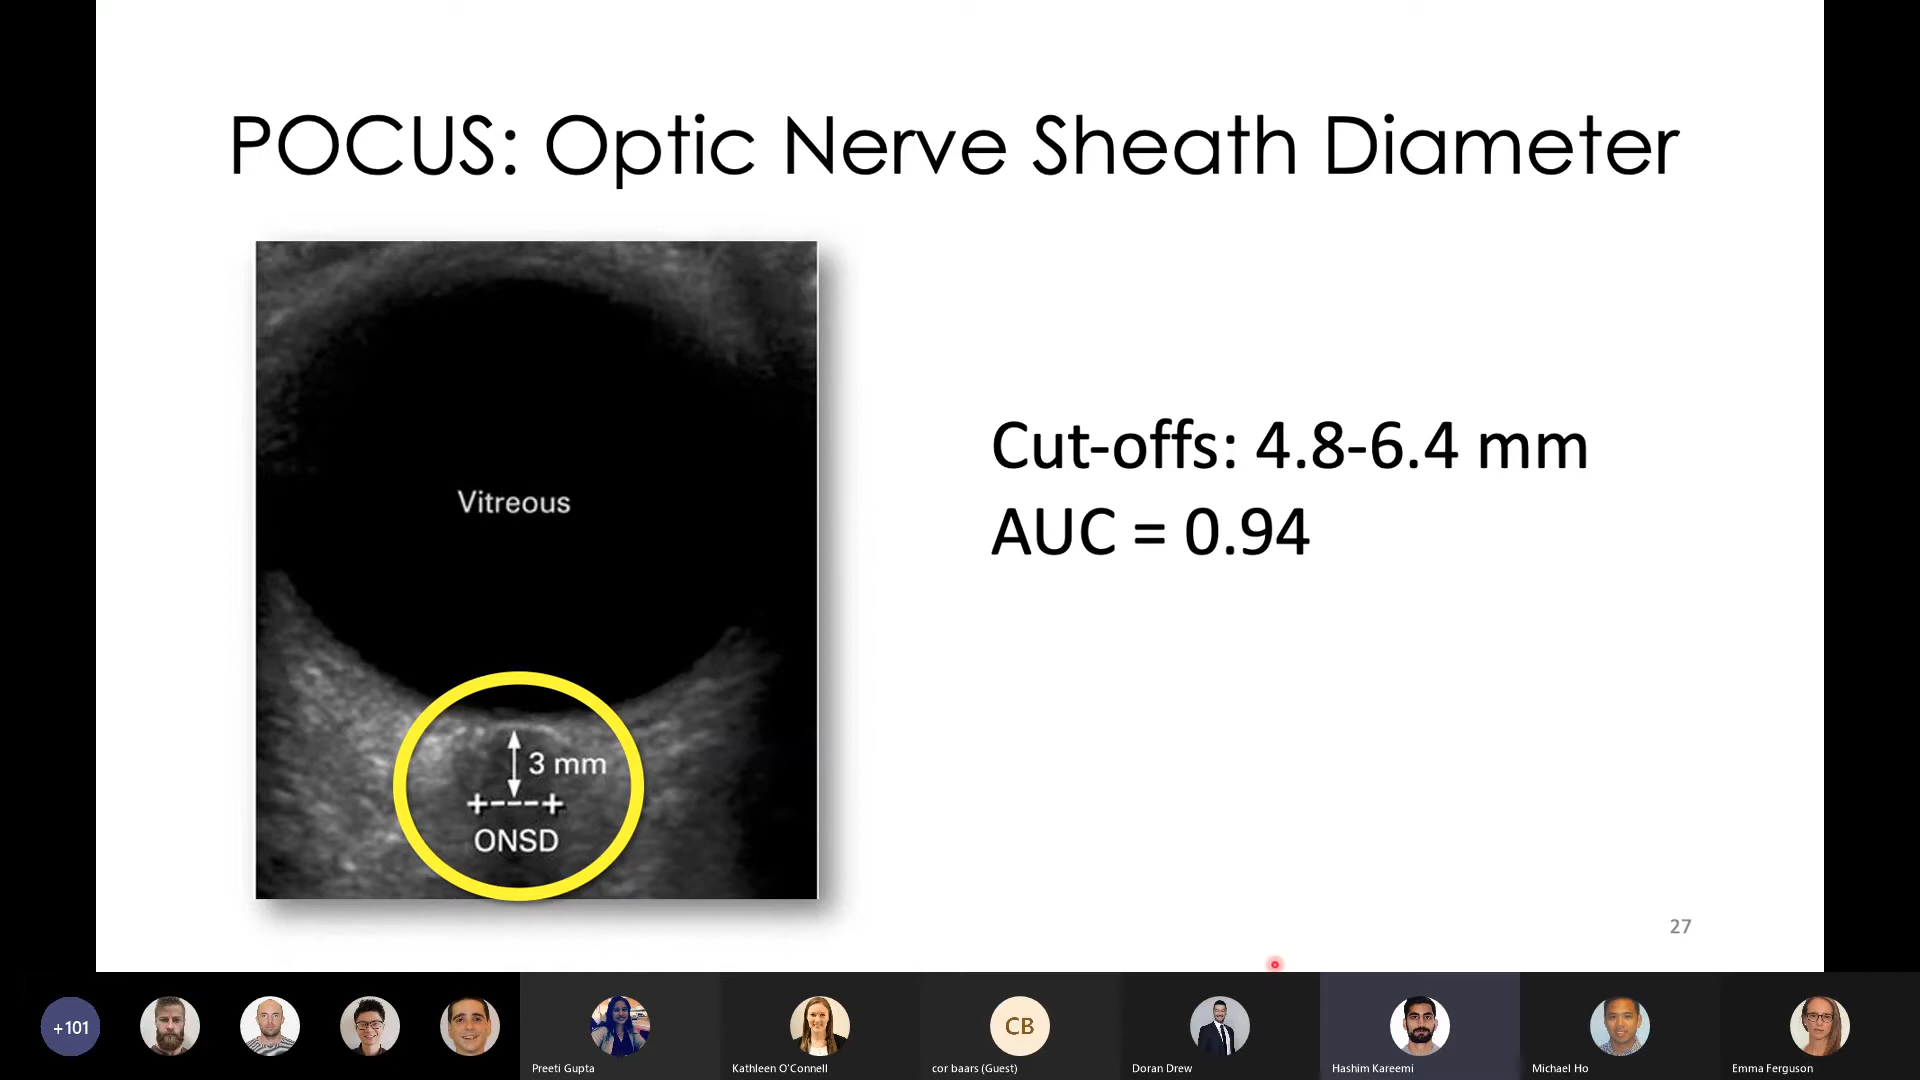 POCUS: Optic Nerve Sheath Diameter
Vitreous
3 mm
ONSD
Cut-offs: 4.8-6.4 mm
AUC = 0.94
27
+101
CB
Preeti Gupta
Kathleen O'Connell
cor baars (Guest)
Doran Drew
Hashim Kareemi
Michael Ho
Emma Ferguson